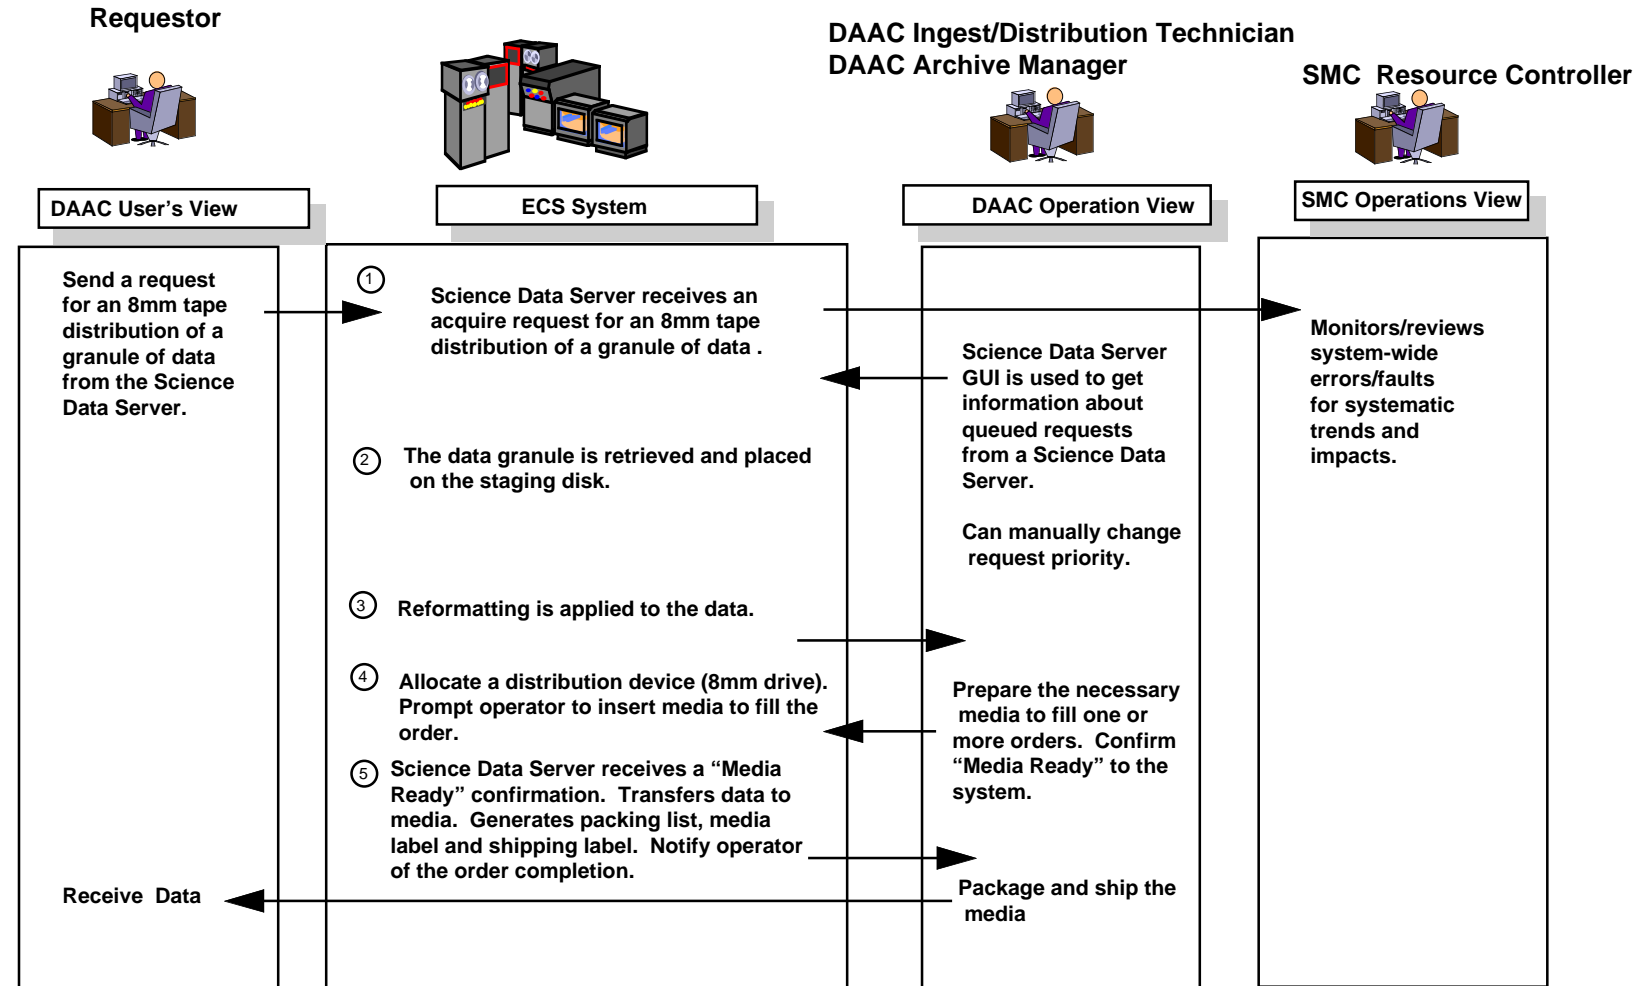 Requestor
DAAC Ingest/Distribution Technician
DAAC Archive Manager
SMC Resource Controller
DAAC User's View
ECS System
DAAC Operation View
SMC Operations View
Send a request
for an 8mm tape
distribution of a
granule of data
from the Science
Data Server.
1
Science Data Server receives an
acquire request for an 8mm tape
distribution of a granule of data .
2
The data granule is retrieved and placed
on the staging disk.
3
Reformatting is applied to the data.
4
Allocate a distribution device (8mm drive).
Prompt operator to insert media to fill the
order.
5
Science Data Server receives a “Media
Ready” confirmation. Transfers data to
media. Generates packing list, media
label and shipping label. Notify operator
of the order completion.
Science Data Server
GUI is used to get
information about
queued requests
from a Science Data
Server.
Can manually change
request priority.
Prepare the necessary
media to fill one or
more orders. Confirm
“Media Ready” to the
system.
Package and ship the
media
Monitors/reviews
system-wide
errors/faults
for systematic
trends and
impacts.
Receive Data